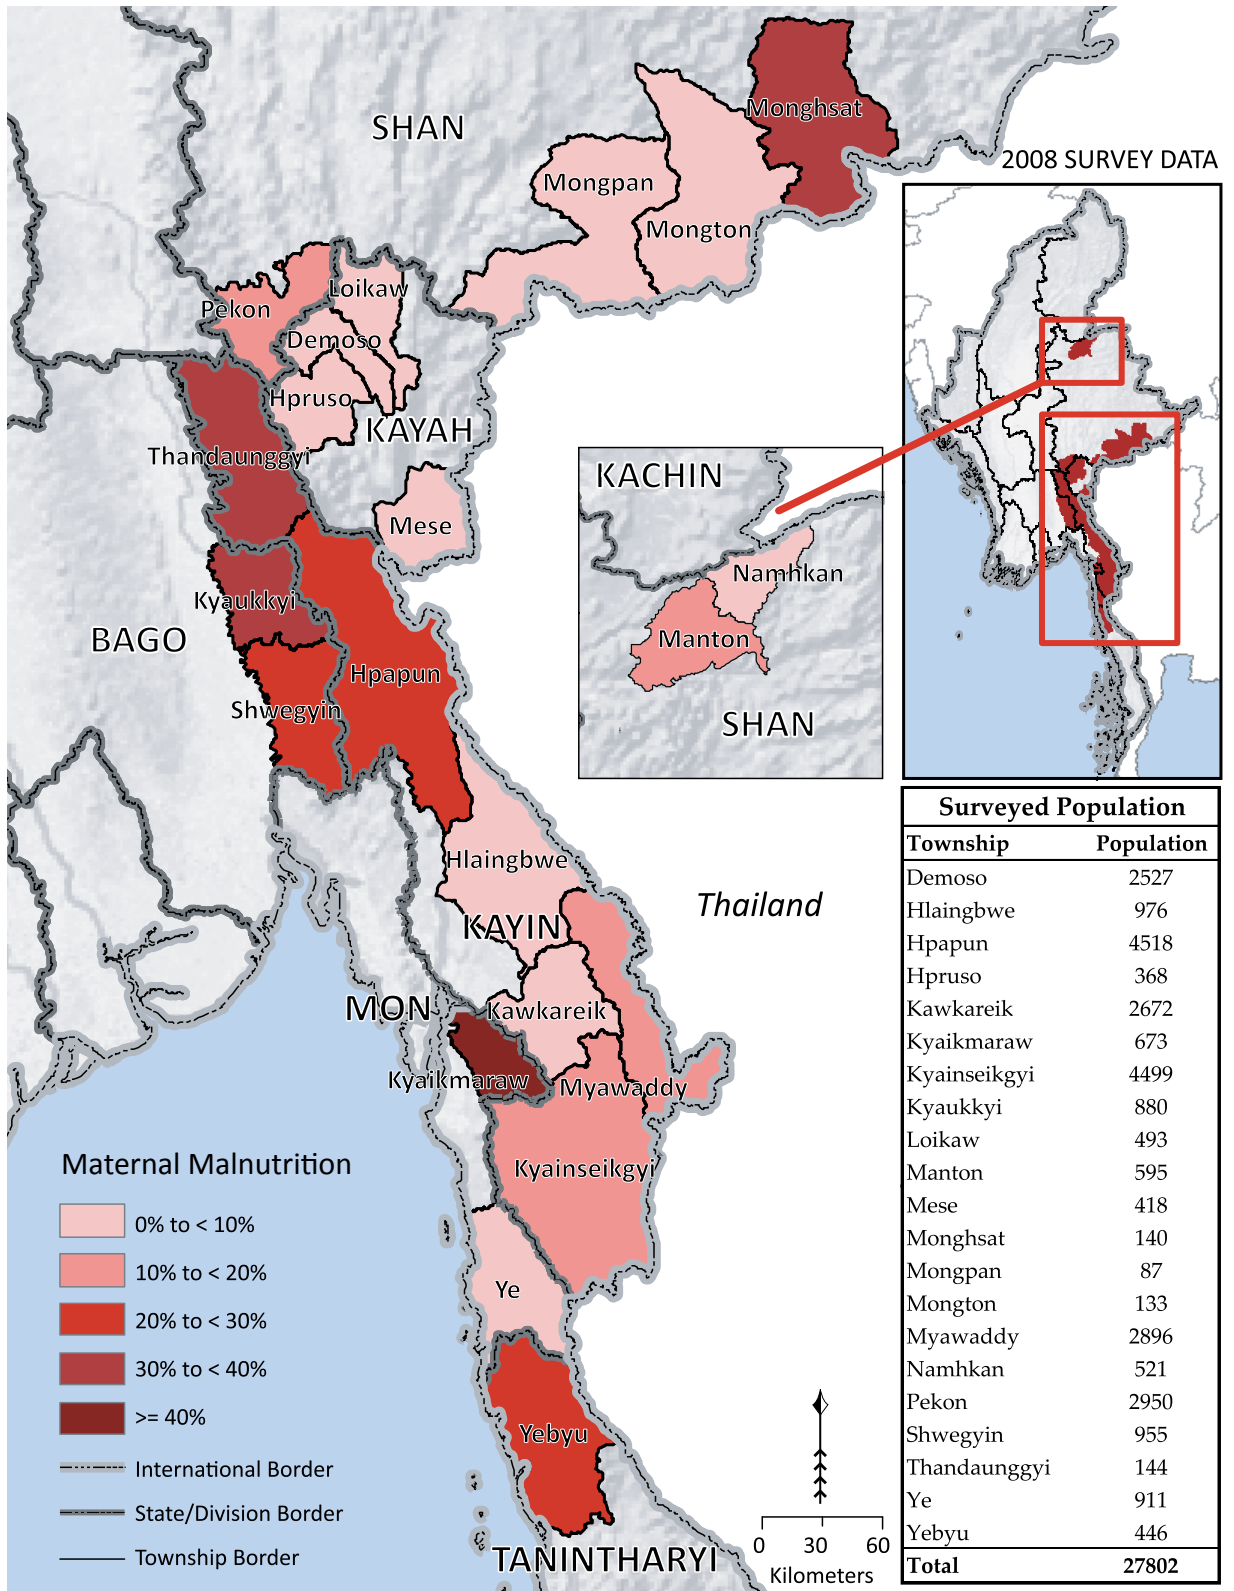 SHAN
Monghsat
2008 SURVEY DATA
Mongpan
Mongton
Loikaw
Pekon
Demoso
Hpruso
KAYAH
Thandaunggyi
KACHIN
Mese
Namhkan
Kyaukkyi
BAGO
Manton
Hpapun
Shwegyin
SHAN
Surveyed Population
Township Population
Demoso 2527
Hlaingbwe 976
Hpapun 4518
Hpruso 368
Kawkareik 2672
Kyaikmaraw 673
Kyainseikgyi 4499
Kyaukkyi 880
Loikaw 493
Manton 595
Mese 418
Monghsat 140
Mongpan 87
Mongton 133
Myawaddy 2896
Namhkan 521
Pekon 2950
Shwegyin 955
Thandaunggyi 144
Ye 911
Yebyu 446
Total 27802
Hlaingbwe
Thailand
KAYIN
MON
Kawkareik
Kyaikmaraw
Myawaddy
Kyainseikgyi
Ye
Yebyu
TANINTHARYI
Maternal Malnutrition
0% to < 10%
10% to < 20%
20% to < 30%
30% to < 40%
>= 40%
International Border
State/Division Border
Township Border
0 30 60
Kilometers